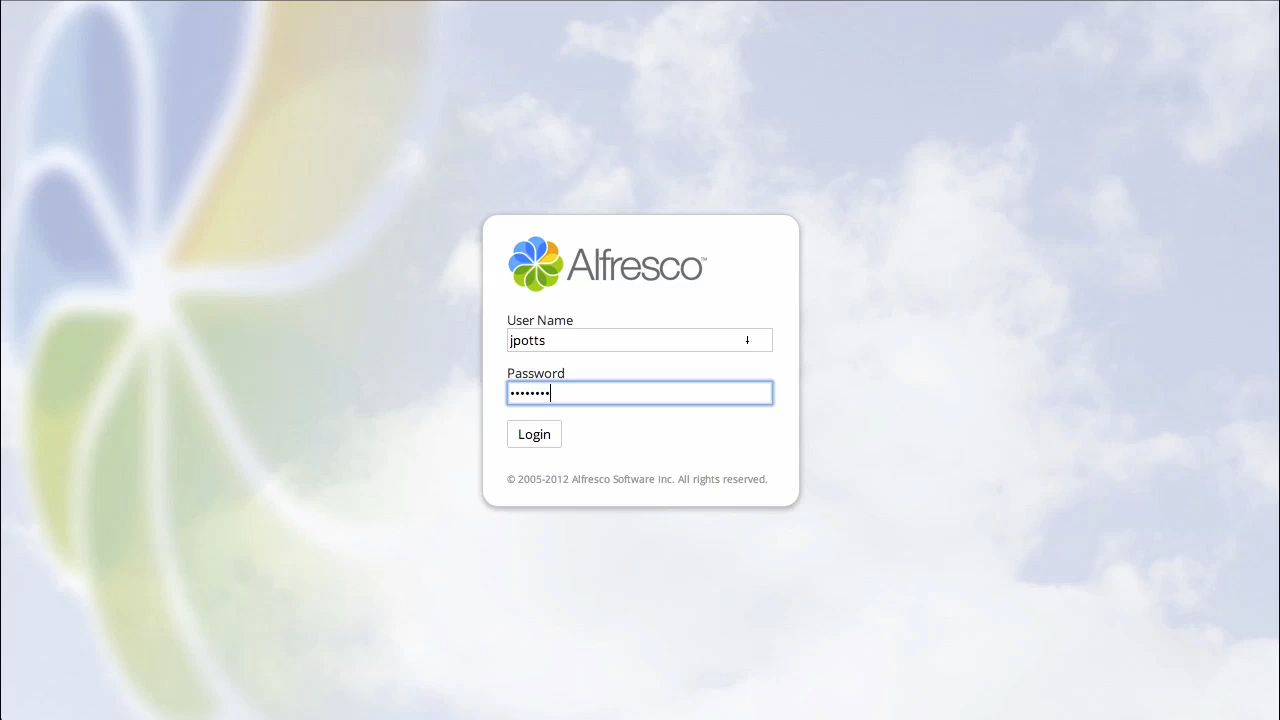 Alfresco™
User Name
jpotts
Password
••••••••
Login
© 2005-2012 Alfresco Software Inc. All rights reserved.